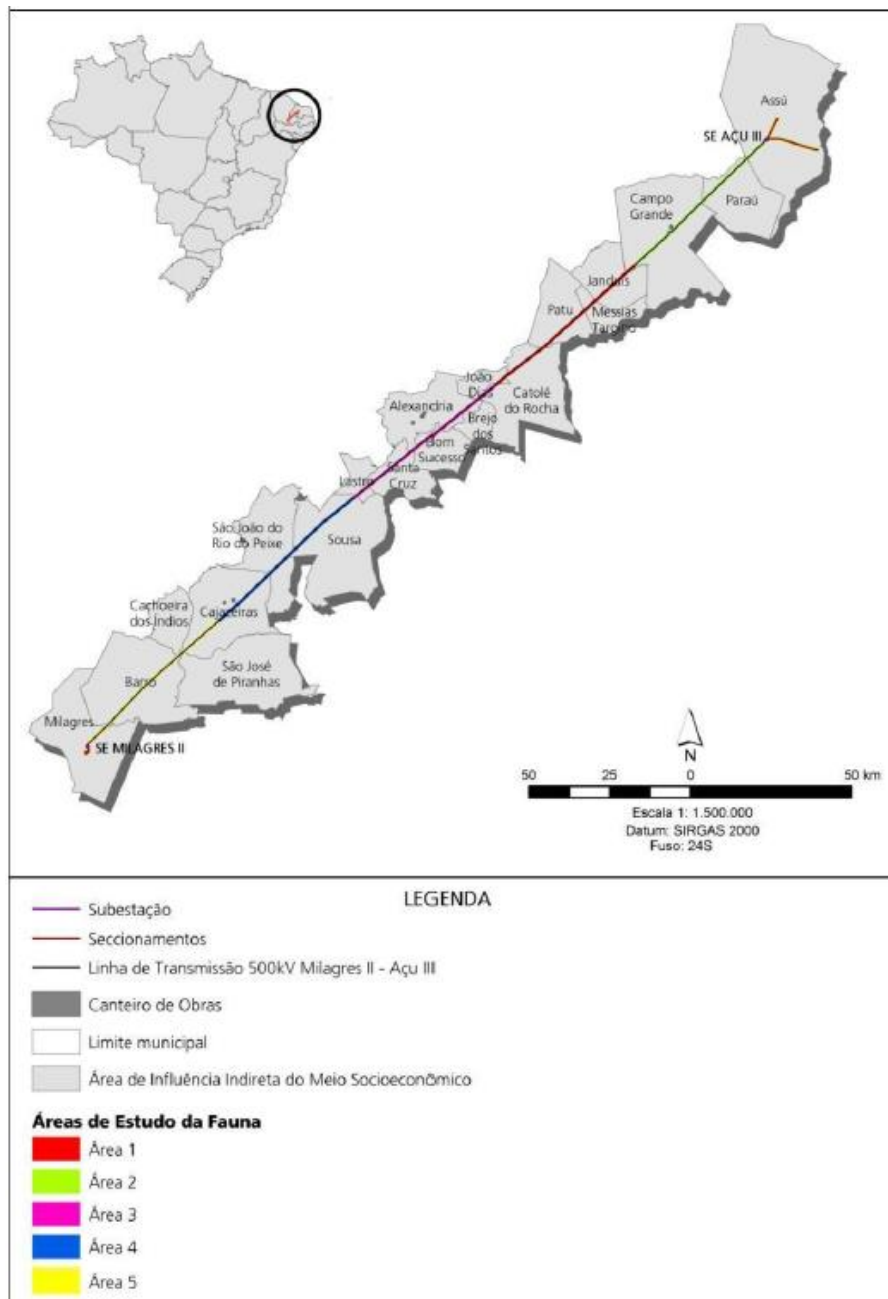 Assú
SE AÇU III
Campo
Grande
Paraú
Janduís
Messias
Targino
Patu
João
Dias
Catolé
do Rocha
Alexandria
Brejo
dos
Santos
Bom
Sucesso
Santa
Cruz
Lastro
São João do
Rio do Peixe
Sousa
Cachoeira
dos Índios
Cajazeiras
São José
de Piranhas
Barro
Milagres
SE MILAGRES II
N
50 25 0 50 km
Escala 1: 1.500.000
Datum: SIRGAS 2000
Fuso: 24S
LEGENDA
Subestação
Seccionamentos
Linha de Transmissão 500kV Milagres II - Açu III
Canteiro de Obras
Limite municipal
Área de Influência Indireta do Meio Socioeconômico
Áreas de Estudo da Fauna
Área 1
Área 2
Área 3
Área 4
Área 5